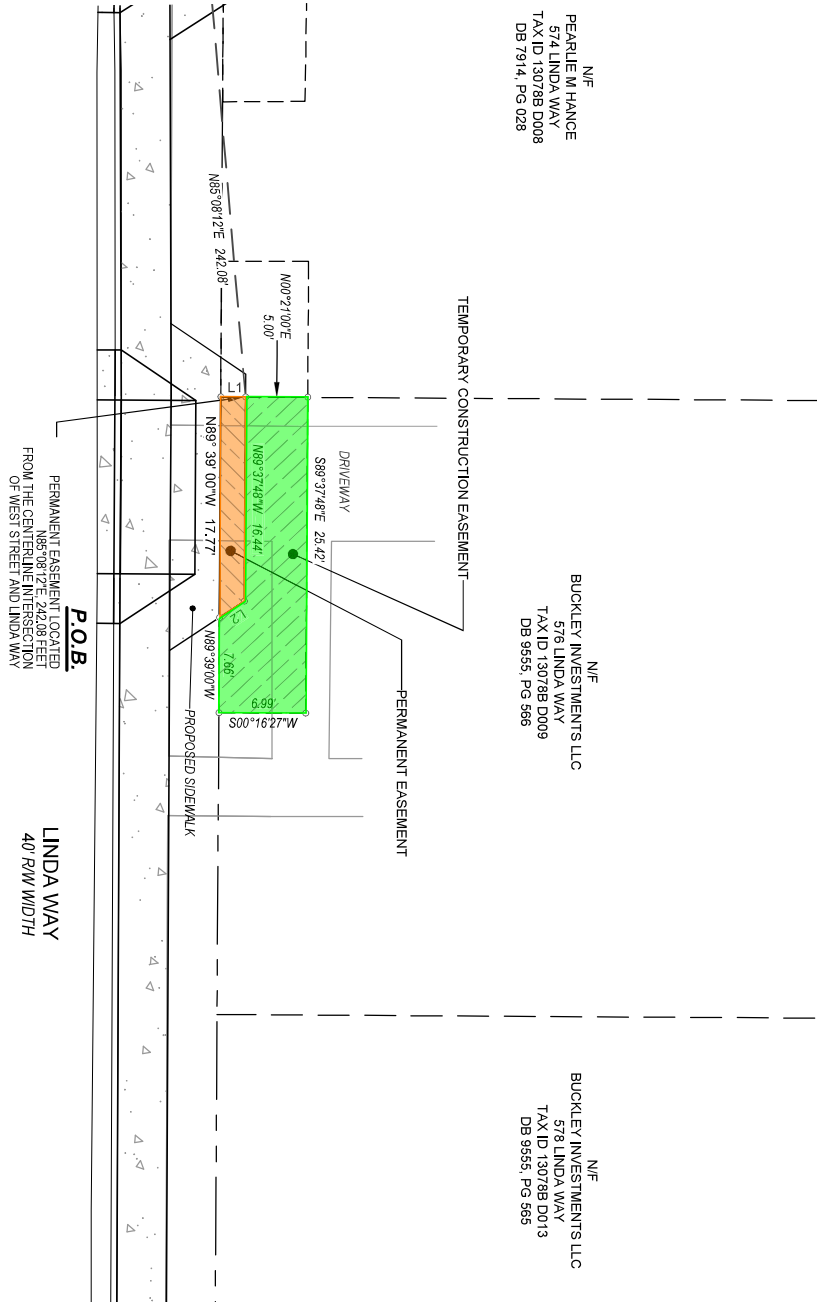 N/F
PEARLIE M HANCE
574 LINDA WAY
TAX ID 13078B D008
DB 7914, PG 028
N/F
BUCKLEY INVESTMENTS LLC
576 LINDA WAY
TAX ID 13078B D009
DB 9555, PG 566
N/F
BUCKLEY INVESTMENTS LLC
578 LINDA WAY
TAX ID 13078B D013
DB 9555, PG 565
TEMPORARY CONSTRUCTION EASEMENT
PERMANENT EASEMENT
DRIVEWAY
S89°37'48"E 25.42'
N00°21'00"E
5.00'
N89°37'48"W 16.44'
N85°08'12"E 242.08'
L1
L2
N89° 39' 00"W 17.77'
7.66'
N89°39'00"W
6.99'
S00°16'27"W
PROPOSED SIDEWALK
P.O.B.
PERMANENT EASEMENT LOCATED
N85°08'12"E, 242.08 FEET
FROM THE CENTERLINE INTERSECTION
OF WEST STREET AND LINDA WAY
LINDA WAY
40' R/W WIDTH